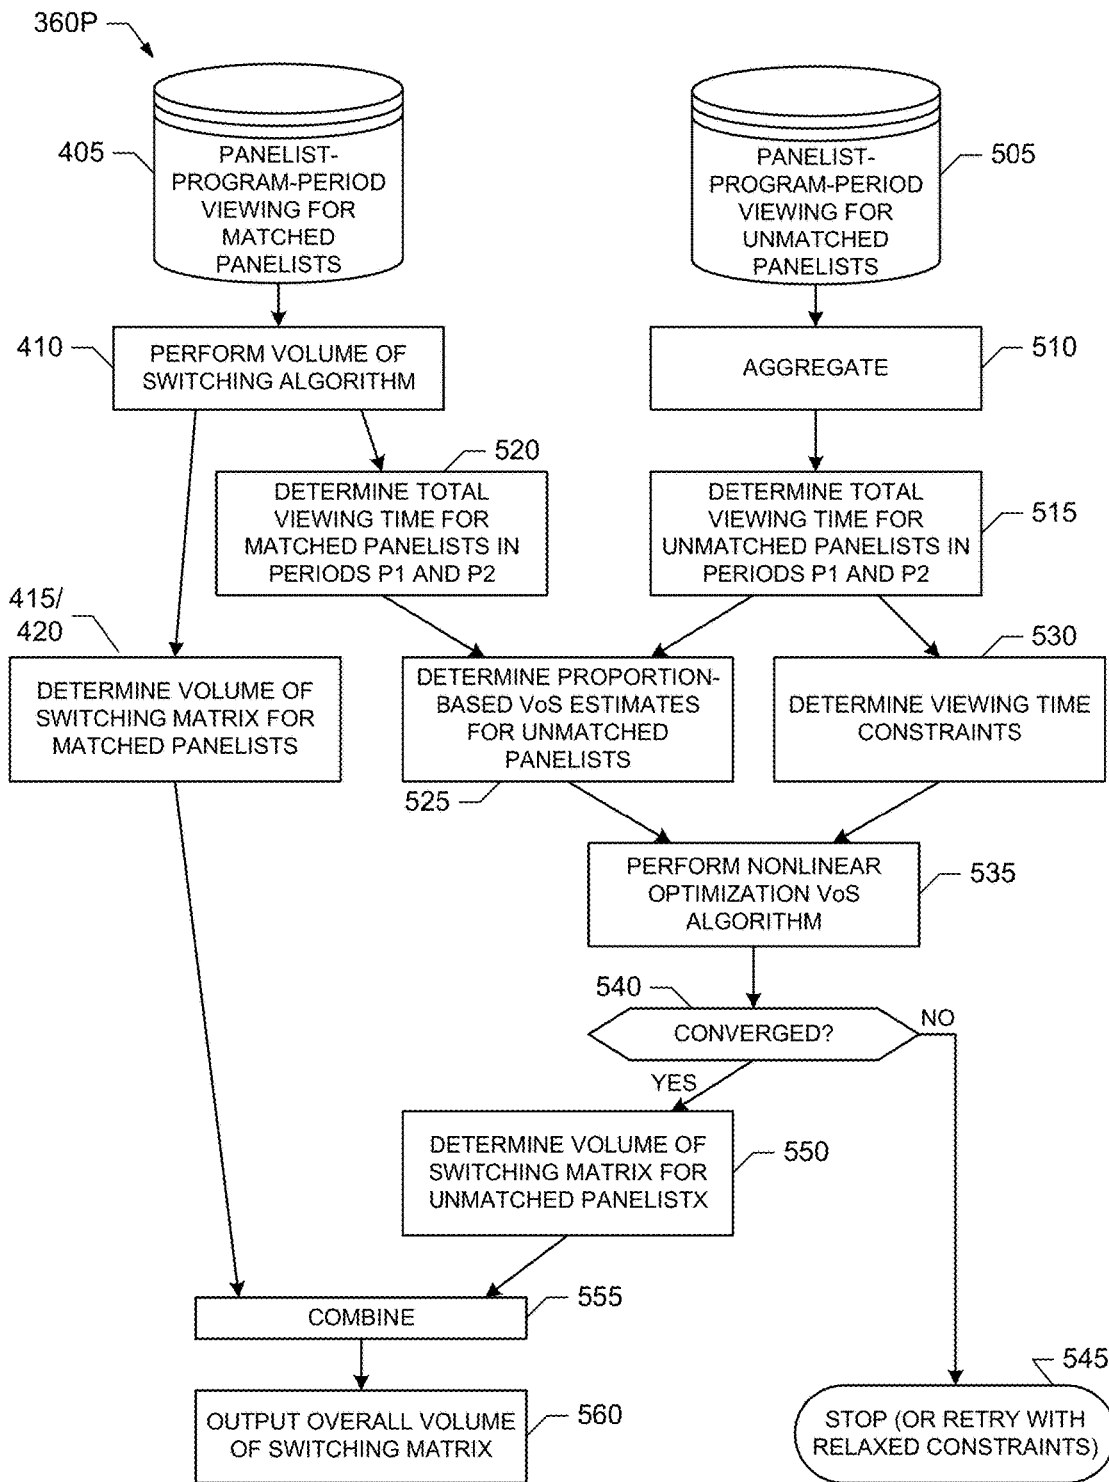 360P
405
PANELIST-
PROGRAM-PERIOD
VIEWING FOR
MATCHED
PANELISTS
505
PANELIST-
PROGRAM-PERIOD
VIEWING FOR
UNMATCHED
PANELISTS
410
PERFORM VOLUME OF
SWITCHING ALGORITHM
510
AGGREGATE
520
DETERMINE TOTAL
VIEWING TIME FOR
MATCHED PANELISTS IN
PERIODS P1 AND P2
515
DETERMINE TOTAL
VIEWING TIME FOR
UNMATCHED PANELISTS IN
PERIODS P1 AND P2
415/
420
DETERMINE VOLUME OF
SWITCHING MATRIX FOR
MATCHED PANELISTS
DETERMINE PROPORTION-
BASED VoS ESTIMATES
FOR UNMATCHED
PANELISTS
525
530
DETERMINE VIEWING TIME
CONSTRAINTS
PERFORM NONLINEAR
OPTIMIZATION VoS
ALGORITHM
535
540
CONVERGED?
NO
YES
DETERMINE VOLUME OF
SWITCHING MATRIX FOR
UNMATCHED PANELISTX
550
COMBINE
555
OUTPUT OVERALL VOLUME
OF SWITCHING MATRIX
560
545
STOP (OR RETRY WITH
RELAXED CONSTRAINTS)